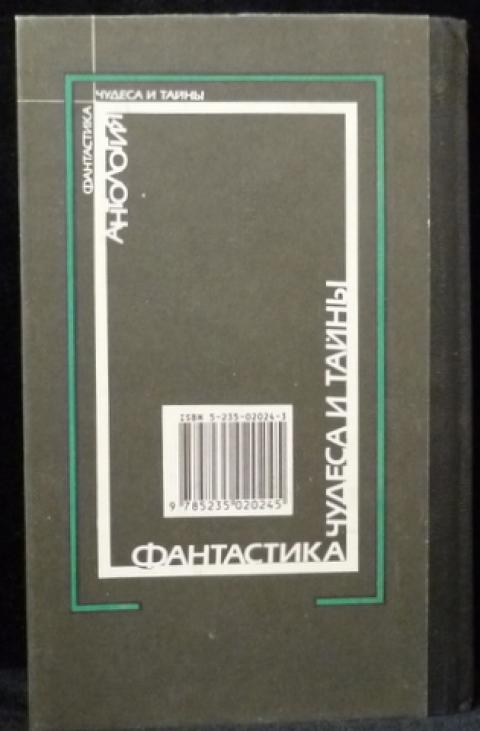 ЧУДЕСА И ТАЙНЫ
ФАНТАСТИКА
АНТОЛОГИЯ
ЧУДЕСА И ТАЙНЫ
ISBN 5-235-02024-3
9 785235 020245
ФАНТАСТИКА